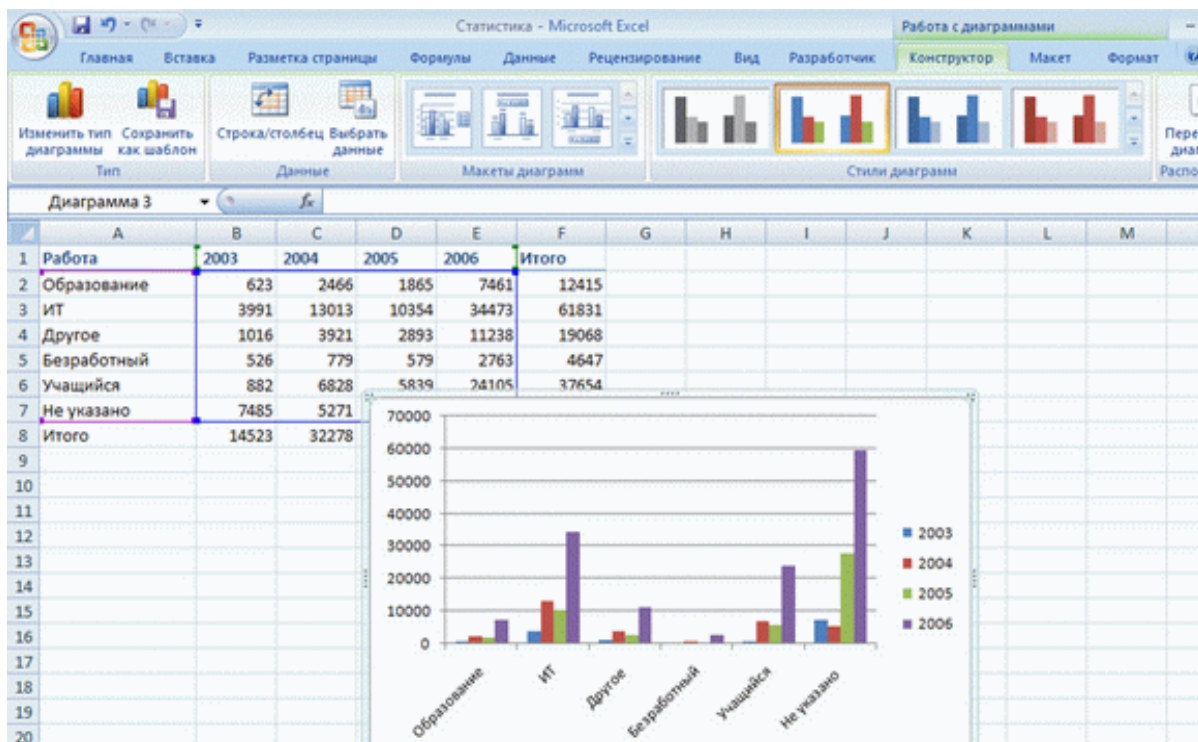 Статистика - Microsoft Excel
Работа с диаграммами
Главная Вставка Разметка страницы Формулы Данные Рецензирование Вид Разработчик Конструктор Макет Формат
Изменить тип диаграммы
Сохранить как шаблон
Строка/столбец
Выбрать данные
Тип Данные Макеты диаграмм Стили диаграмм
Диаграмма 3 fx
A B C D E F G H I J K L M
1 Работа 2003 2004 2005 2006 Итого
2 Образование 623 2466 1865 7461 12415
3 ИТ 3991 13013 10354 34473 61831
4 Другое 1016 3921 2893 11238 19068
5 Безработный 526 779 579 2763 4647
6 Учащийся 882 6828 5839 24105 37654
7 Не указано 7485 5271
8 Итого 14523 32278
9
10
11
12
13
14
15
16
17
18
19
20
70000
60000
50000
40000
30000
20000
10000
0
Образование ИТ Другое Безработный Учащийся Не указано
2003
2004
2005
2006